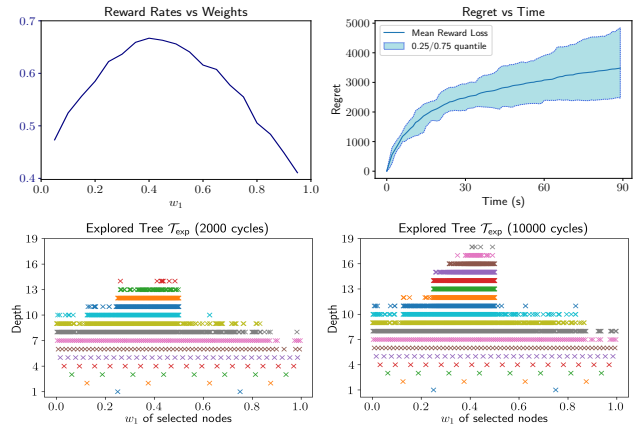 Reward Rates vs Weights
0.7
0.6
0.5
0.4
0.0 0.2 0.4 0.6 0.8 1.0
w₁
Regret vs Time
Mean Reward Loss
0.25/0.75 quantile
5000
4000
3000
2000
1000
0
Regret
0 30 60 90
Time (s)
Explored Tree 𝒯exp (2000 cycles)
19
16
13
10
7
4
1
Depth
0.0 0.2 0.4 0.6 0.8 1.0
w₁ of selected nodes
Explored Tree 𝒯exp (10000 cycles)
19
16
13
10
7
4
1
Depth
0.0 0.2 0.4 0.6 0.8 1.0
w₁ of selected nodes